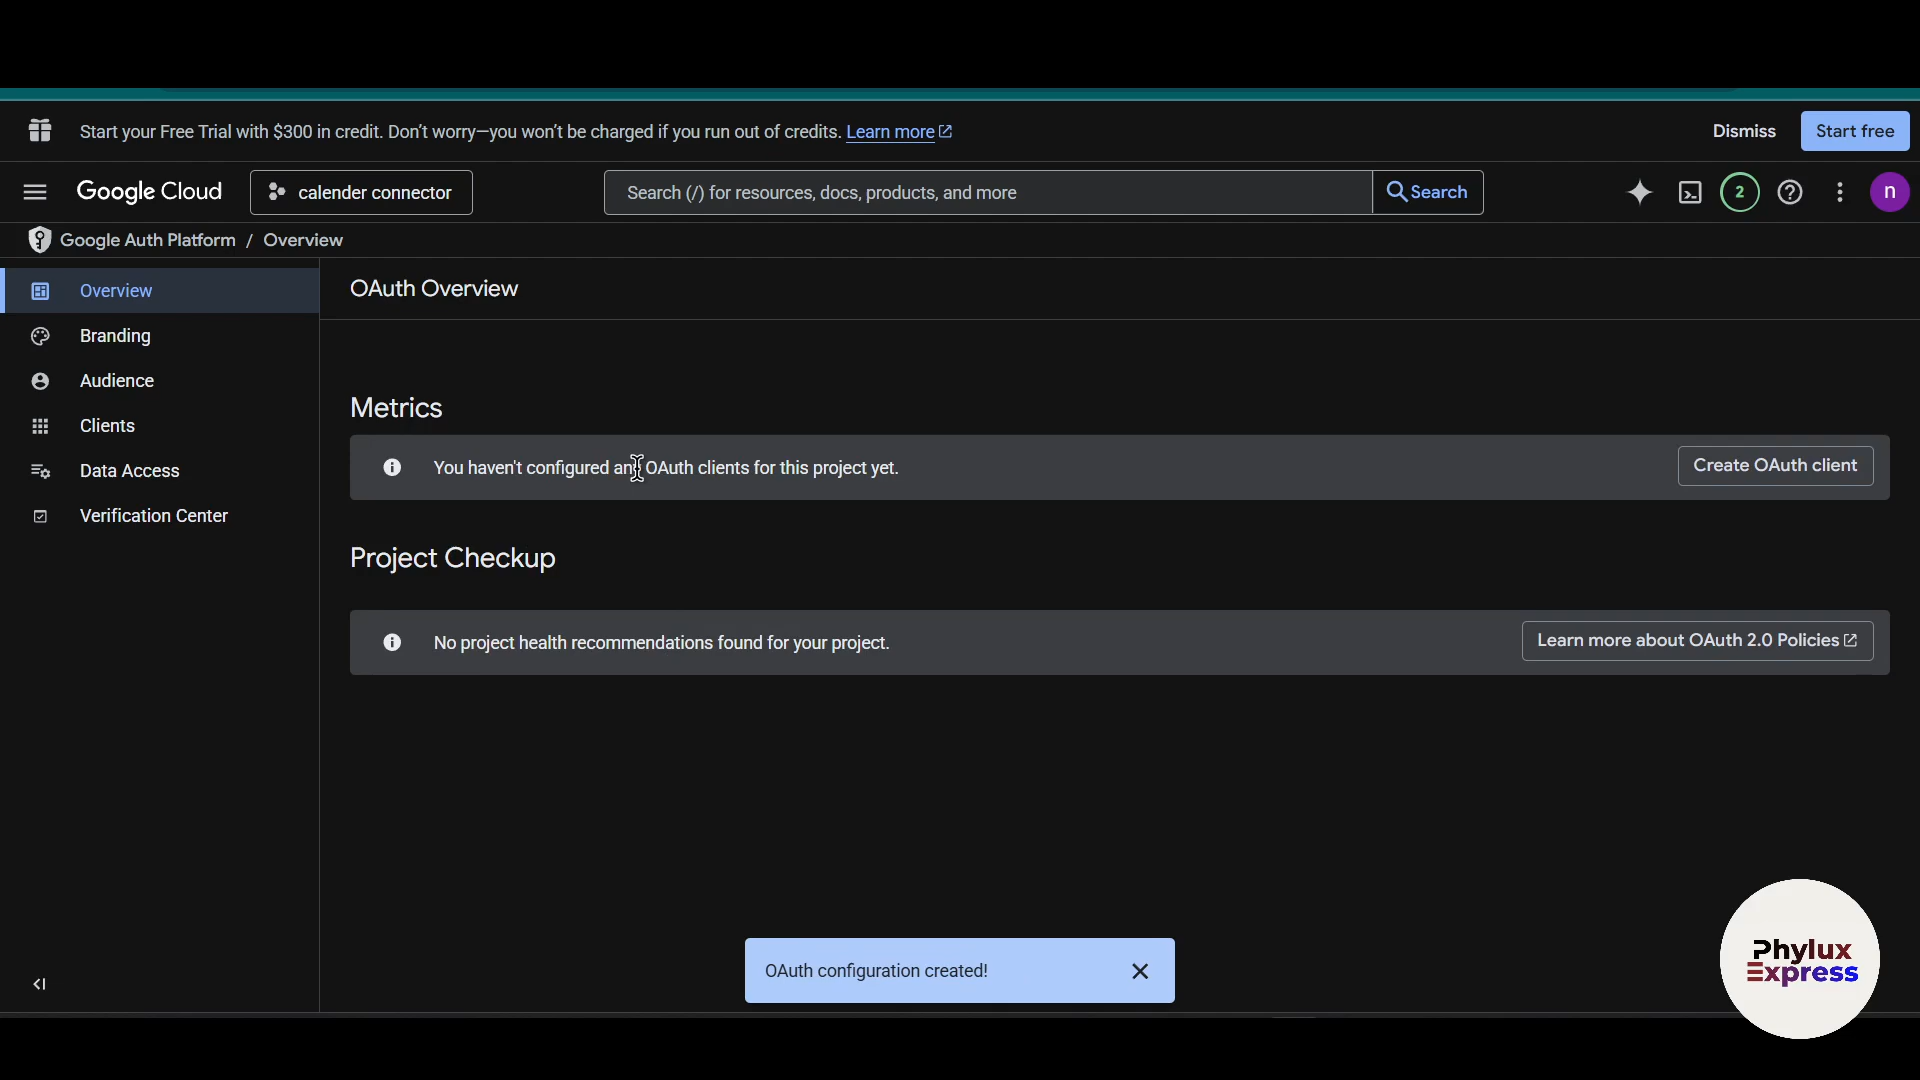 Start your Free Trial with $300 in credit. Don't worry—you won't be charged if you run out of credits. Learn more
Dismiss
Start free
Google Cloud
calender connector
Search (/) for resources, docs, products, and more
Search
2
n
Google Auth Platform / Overview
Overview
Branding
Audience
Clients
Data Access
Verification Center
OAuth Overview
Metrics
You haven't configured any OAuth clients for this project yet.
Create OAuth client
Project Checkup
No project health recommendations found for your project.
Learn more about OAuth 2.0 Policies
OAuth configuration created!
Phylux
Express